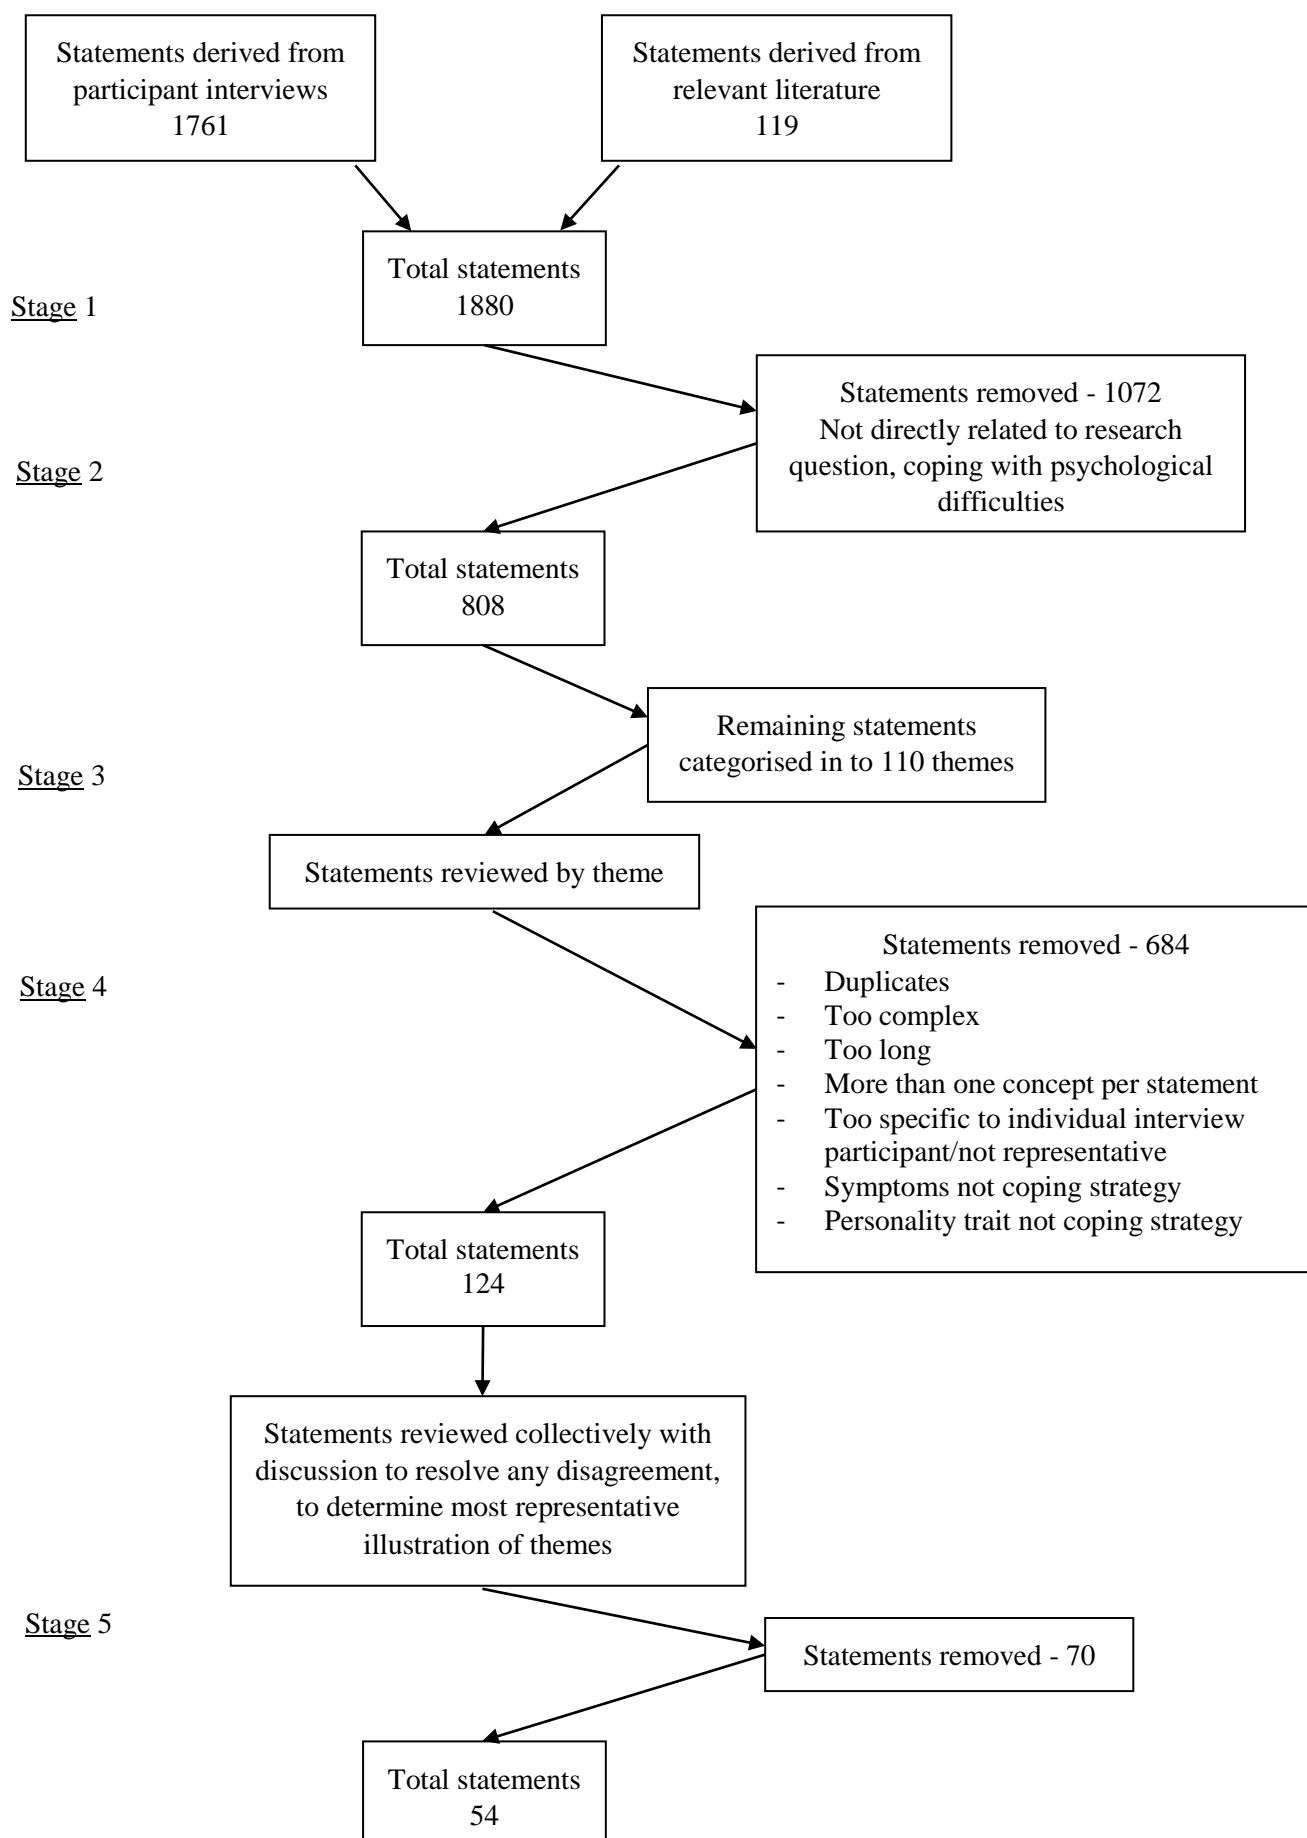 Statements derived from
participant interviews
1761
Statements derived from
relevant literature
119
Total statements
1880
Stage 1
Statements removed - 1072
Not directly related to research
question, coping with psychological
difficulties
Stage 2
Total statements
808
Remaining statements
categorised in to 110 themes
Stage 3
Statements reviewed by theme
Statements removed - 684
- Duplicates
- Too complex
- Too long
- More than one concept per statement
- Too specific to individual interview
participant/not representative
- Symptoms not coping strategy
- Personality trait not coping strategy
Stage 4
Total statements
124
Statements reviewed collectively with
discussion to resolve any disagreement,
to determine most representative
illustration of themes
Stage 5
Statements removed - 70
Total statements
54